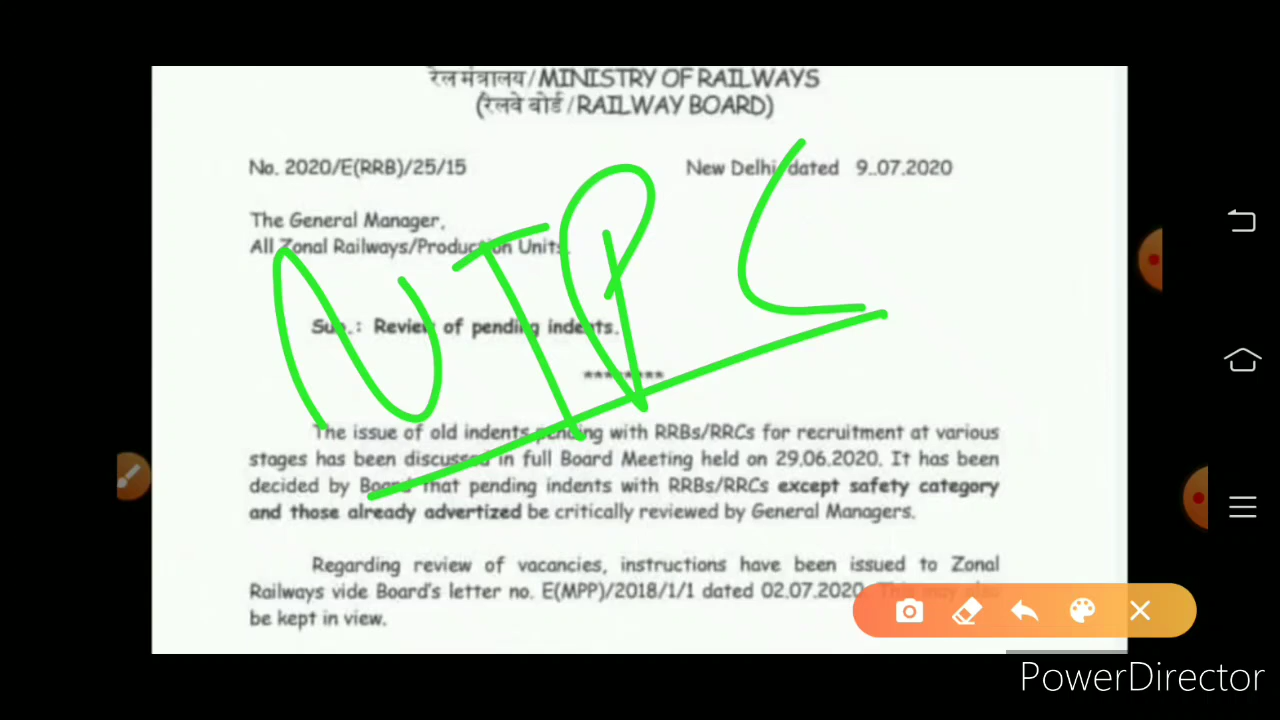 रेल मंत्रालय/MINISTRY OF RAILWAYS
(रेलवे बोर्ड/RAILWAY BOARD)
No. 2020/E(RRB)/25/15 New Delhi, dated 9..07.2020
The General Manager,
All Zonal Railways/Production Units.
NTPC
Sub.: Review of pending indents.
********
The issue of old indents pending with RRBs/RRCs for recruitment at various
stages has been discussed in full Board Meeting held on 29.06.2020. It has been
decided by Board that pending indents with RRBs/RRCs except safety category
and those already advertized be critically reviewed by General Managers.
Regarding review of vacancies, instructions have been issued to Zonal
Railways vide Board's letter no. E(MPP)/2018/1/1 dated 02.07.2020. This may also
be kept in view.
PowerDirector